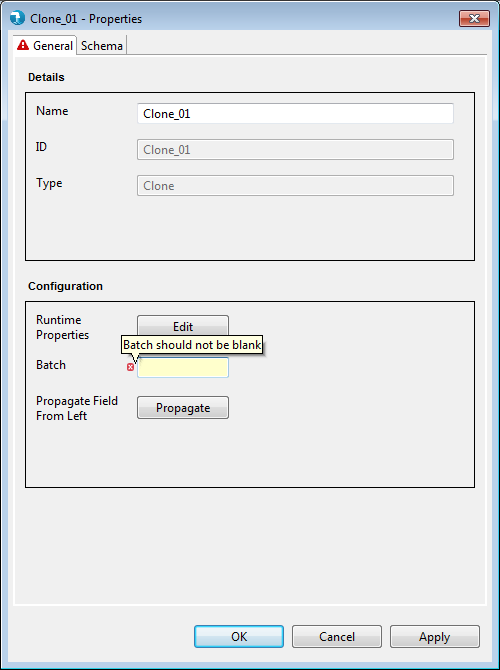 Clone_01 - Properties
General Schema
Details
Name Clone_01
ID Clone_01
Type Clone
Configuration
Runtime
Properties Edit
Batch should not be blank
Batch
Propagate Field
From Left Propagate
OK Cancel Apply